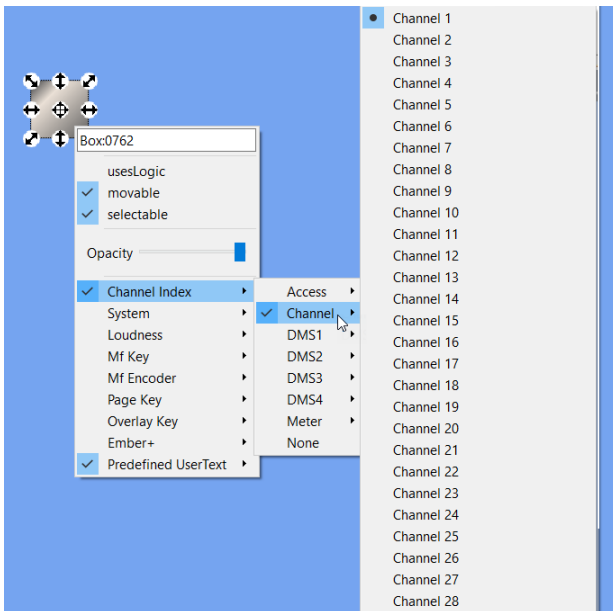 Box:0762
usesLogic
movable
selectable
Opacity
Channel Index
System
Loudness
Mf Key
Mf Encoder
Page Key
Overlay Key
Ember+
Predefined UserText
Access
Channel
DMS1
DMS2
DMS3
DMS4
Meter
None
Channel 1
Channel 2
Channel 3
Channel 4
Channel 5
Channel 6
Channel 7
Channel 8
Channel 9
Channel 10
Channel 11
Channel 12
Channel 13
Channel 14
Channel 15
Channel 16
Channel 17
Channel 18
Channel 19
Channel 20
Channel 21
Channel 22
Channel 23
Channel 24
Channel 25
Channel 26
Channel 27
Channel 28